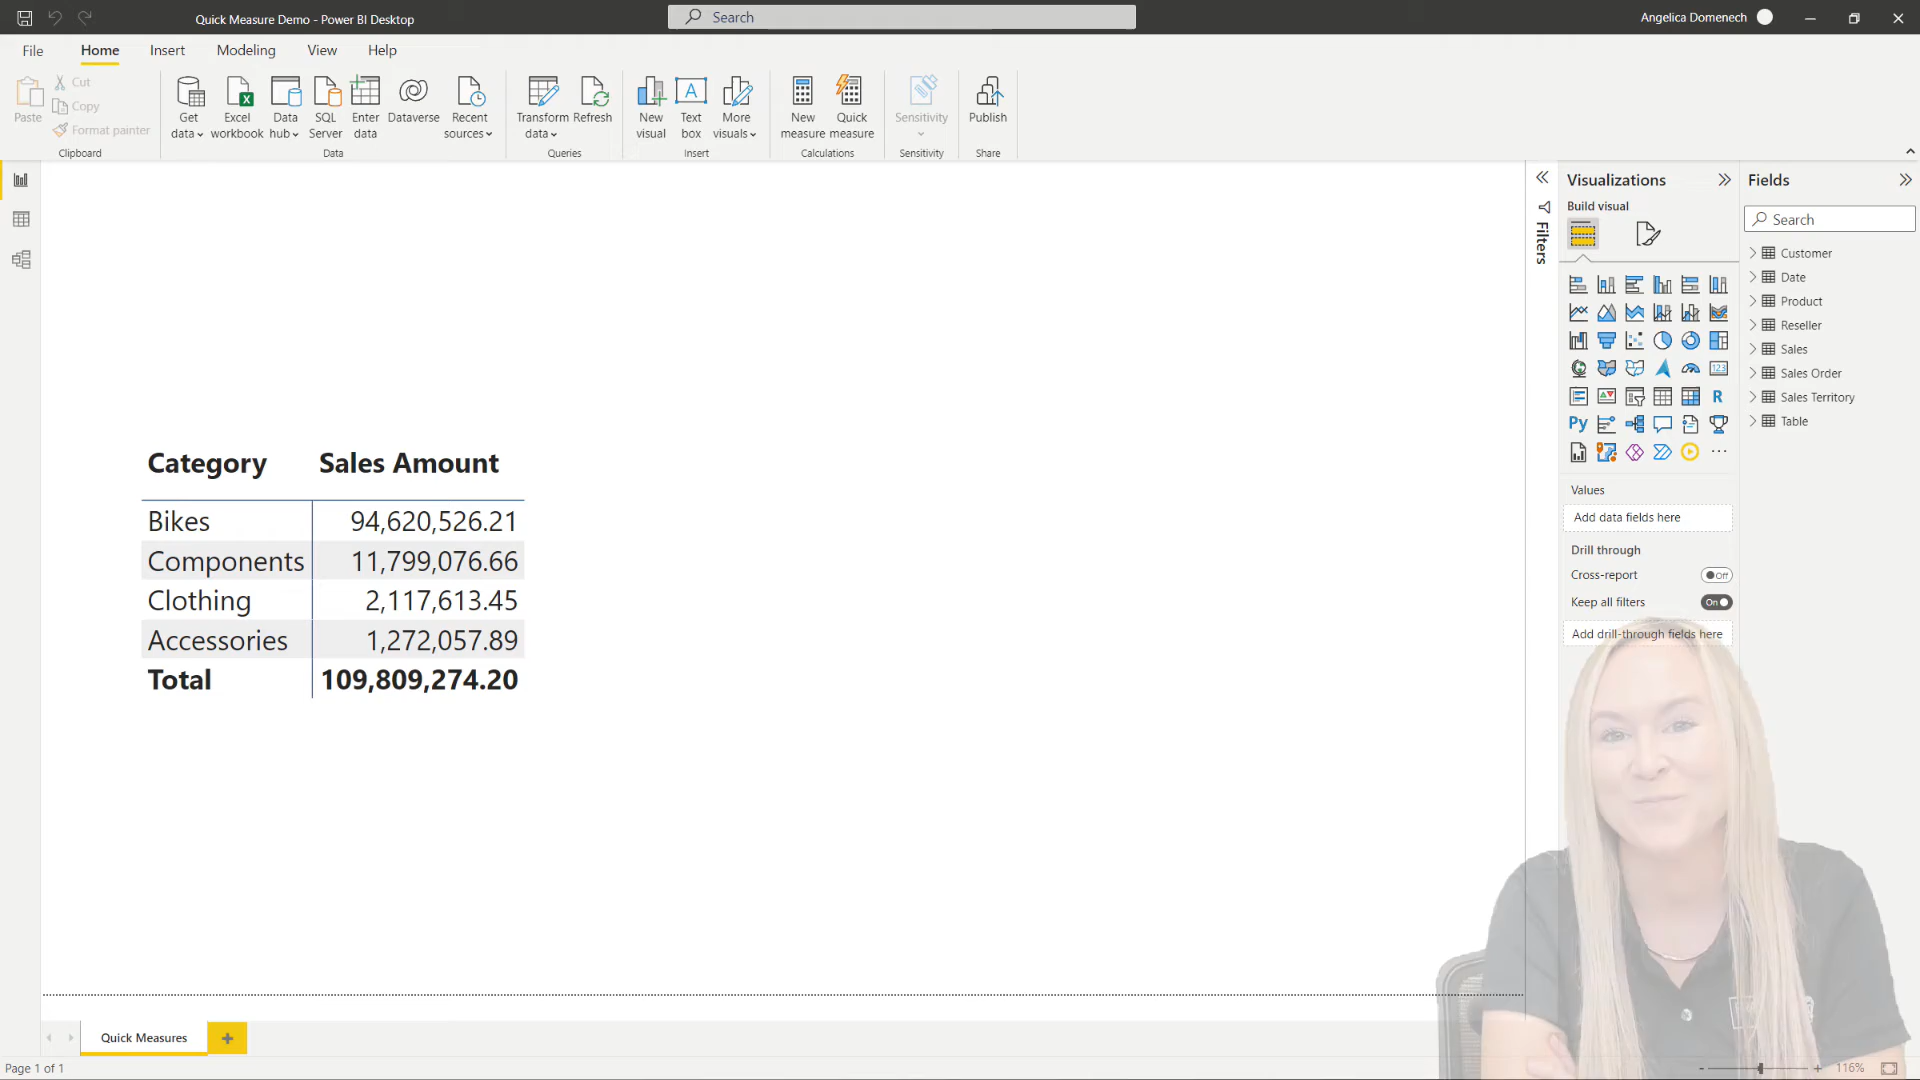 Quick Measure Demo - Power BI Desktop
Search
Angelica Domenech
File
Home
Insert
Modeling
View
Help
Paste
Cut
Copy
Format painter
Clipboard
Get data
Excel workbook
Data hub
SQL Server
Enter data
Dataverse
Recent sources
Data
Transform data
Refresh
Queries
New visual
Text box
More visuals
Insert
New measure
Quick measure
Calculations
Sensitivity
Sensitivity
Publish
Share
Category Sales Amount
Bikes 94,620,526.21
Components 11,799,076.66
Clothing 2,117,613.45
Accessories 1,272,057.89
Total 109,809,274.20
Filters
Visualizations
Build visual
123
R
Py
Values
Add data fields here
Drill through
Cross-report
Off
Keep all filters
On
Add drill-through fields here
Fields
Search
Customer
Date
Product
Reseller
Sales
Sales Order
Sales Territory
Table
Quick Measures
Page 1 of 1
116%